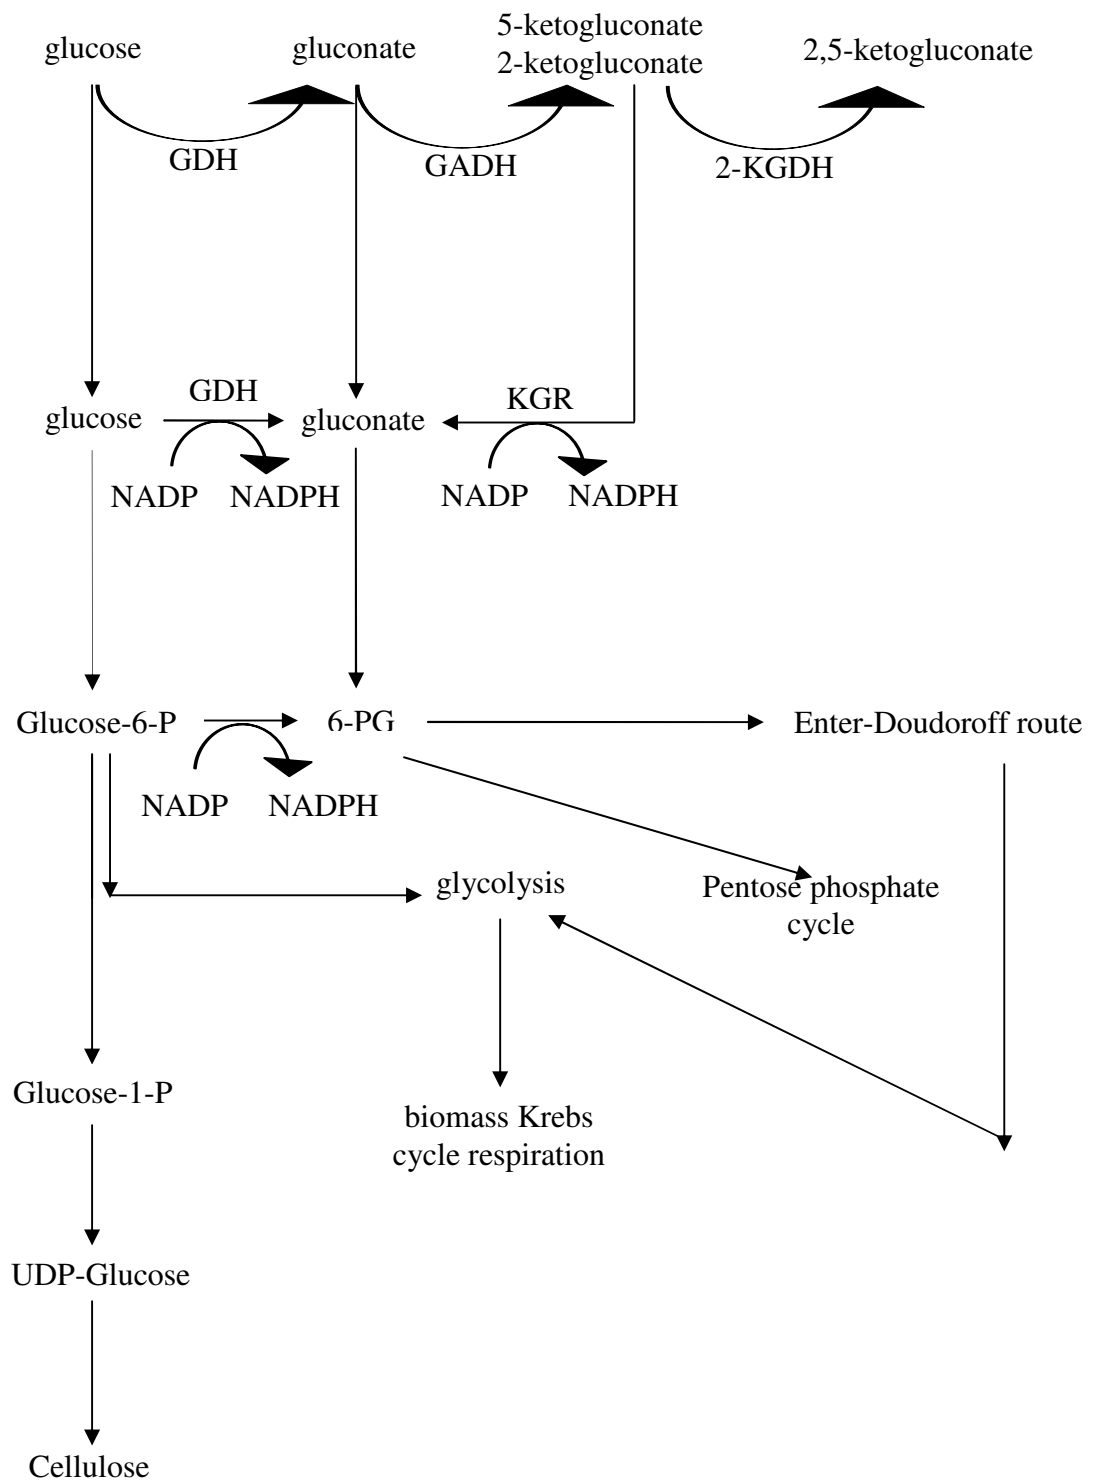 glucose
gluconate
5-ketogluconate
2-ketogluconate
2,5-ketogluconate
GDH
GADH
2-KGDH
GDH
KGR
glucose
gluconate
NADP
NADPH
NADP
NADPH
Glucose-6-P
6-PG
Enter-Doudoroff route
NADP
NADPH
glycolysis
Pentose phosphate
cycle
Glucose-1-P
biomass Krebs
cycle respiration
UDP-Glucose
Cellulose